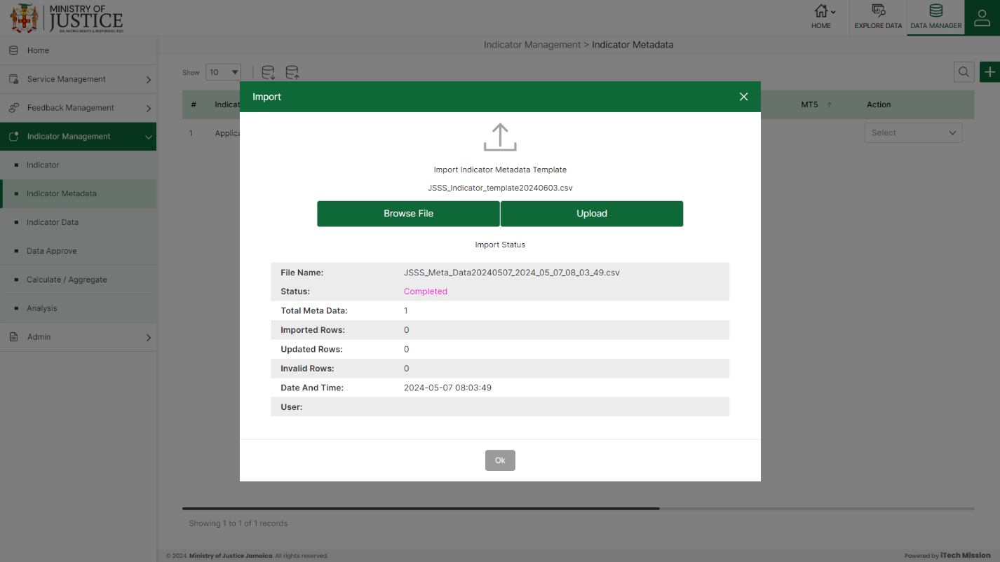 MINISTRY OF
JUSTICE
BALANCING RIGHTS & RESPONSIBILITIES
HOME
EXPLORE DATA
DATA MANAGER
Home
Service Management
Feedback Management
Indicator Management
Indicator
Indicator Metadata
Indicator Data
Data Approve
Calculate / Aggregate
Analysis
Admin
Indicator Management > Indicator Metadata
Show 10
# Indicat MT5 Action
1 Applica Select
Import
Import Indicator Metadata Template
JSSS_Indicator_template20240603.csv
Browse File Upload
Import Status
File Name: JSSS_Meta_Data20240507_2024_05_07_08_03_49.csv
Status: Completed
Total Meta Data: 1
Imported Rows: 0
Updated Rows: 0
Invalid Rows: 0
Date And Time: 2024-05-07 08:03:49
User:
Ok
Showing 1 to 1 of 1 records
© 2024. Ministry of Justice Jamaica. All rights reserved.
Powered by iTech Mission